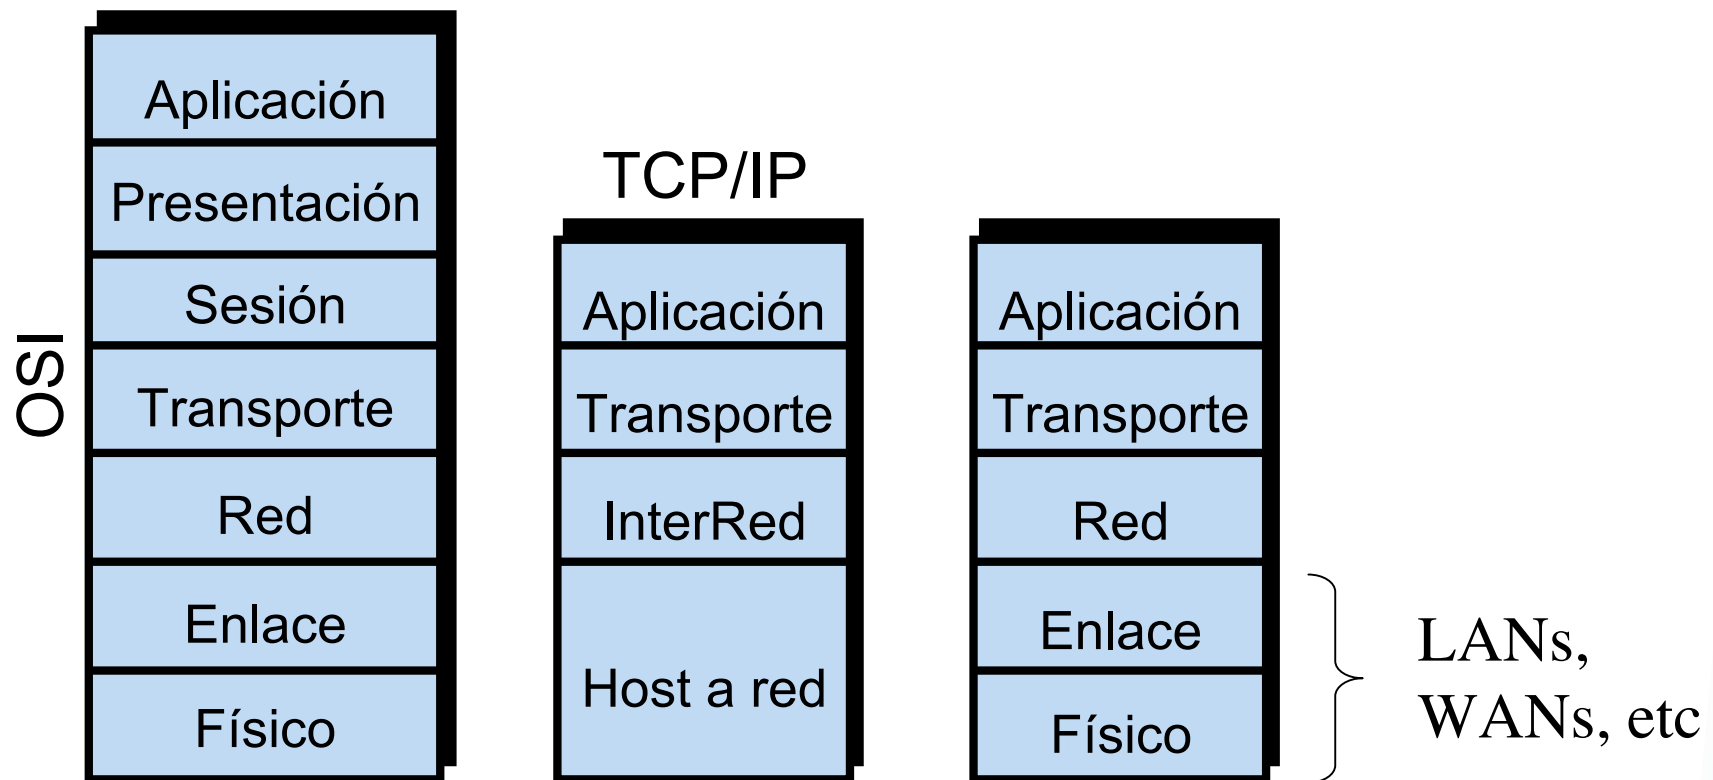 OSI
Aplicación
Presentación
Sesión
Transporte
Red
Enlace
Físico
TCP/IP
Aplicación
Transporte
InterRed
Host a red
Aplicación
Transporte
Red
Enlace
Físico
LANs,
WANs, etc